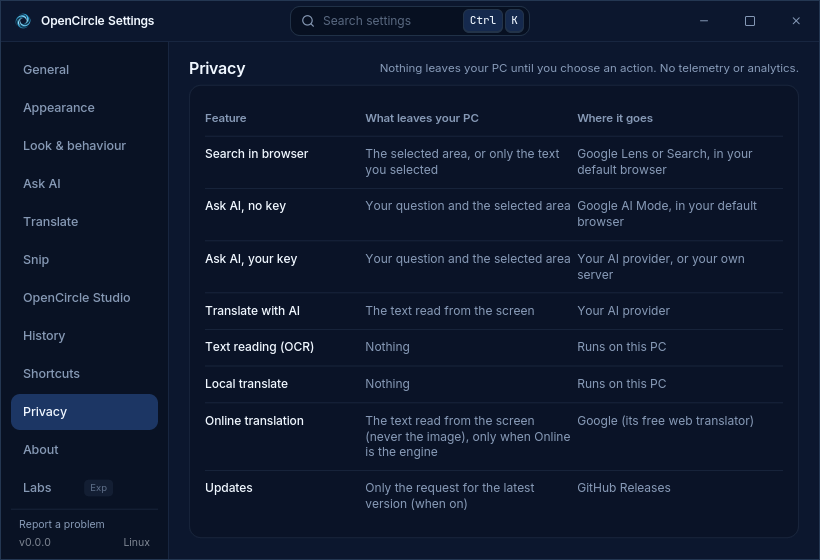 OpenCircle Settings
Search settings
Ctrl K
General
Appearance
Look & behaviour
Ask AI
Translate
Snip
OpenCircle Studio
History
Shortcuts
Privacy
About
Labs Exp
Report a problem
v0.0.0 Linux
Privacy
Nothing leaves your PC until you choose an action. No telemetry or analytics.
Feature What leaves your PC Where it goes
Search in browser The selected area, or only the text Google Lens or Search, in your
you selected default browser
Ask AI, no key Your question and the selected area Google AI Mode, in your default
browser
Ask AI, your key Your question and the selected area Your AI provider, or your own
server
Translate with AI The text read from the screen Your AI provider
Text reading (OCR) Nothing Runs on this PC
Local translate Nothing Runs on this PC
Online translation The text read from the screen Google (its free web translator)
(never the image), only when Online
is the engine
Updates Only the request for the latest GitHub Releases
version (when on)